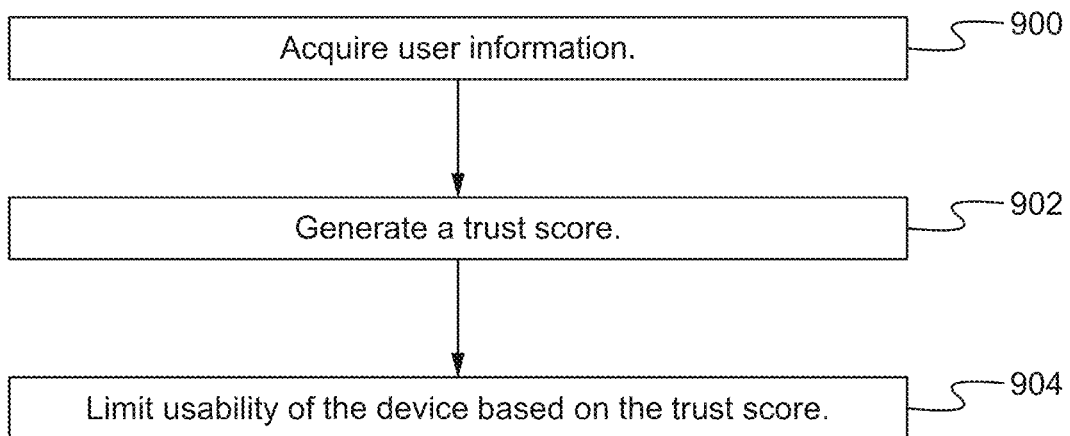 Acquire user information.
900
Generate a trust score.
902
Limit usability of the device based on the trust score.
904